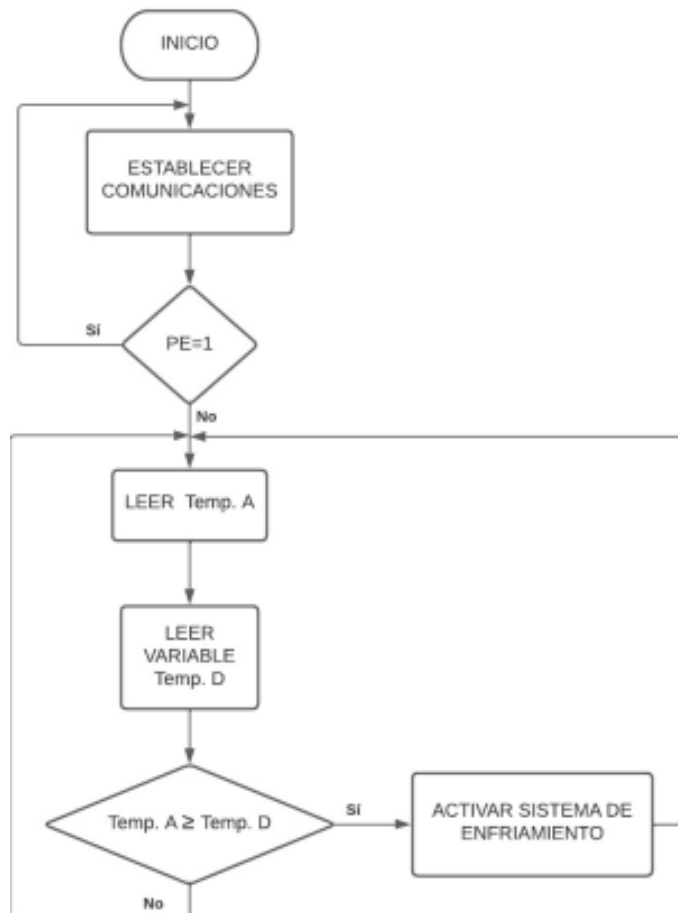 INICIO
ESTABLECER
COMUNICACIONES
Sí
PE=1
No
LEER Temp. A
LEER
VARIABLE
Temp. D
Temp. A ≥ Temp. D
Sí
ACTIVAR SISTEMA DE
ENFRIAMIENTO
No